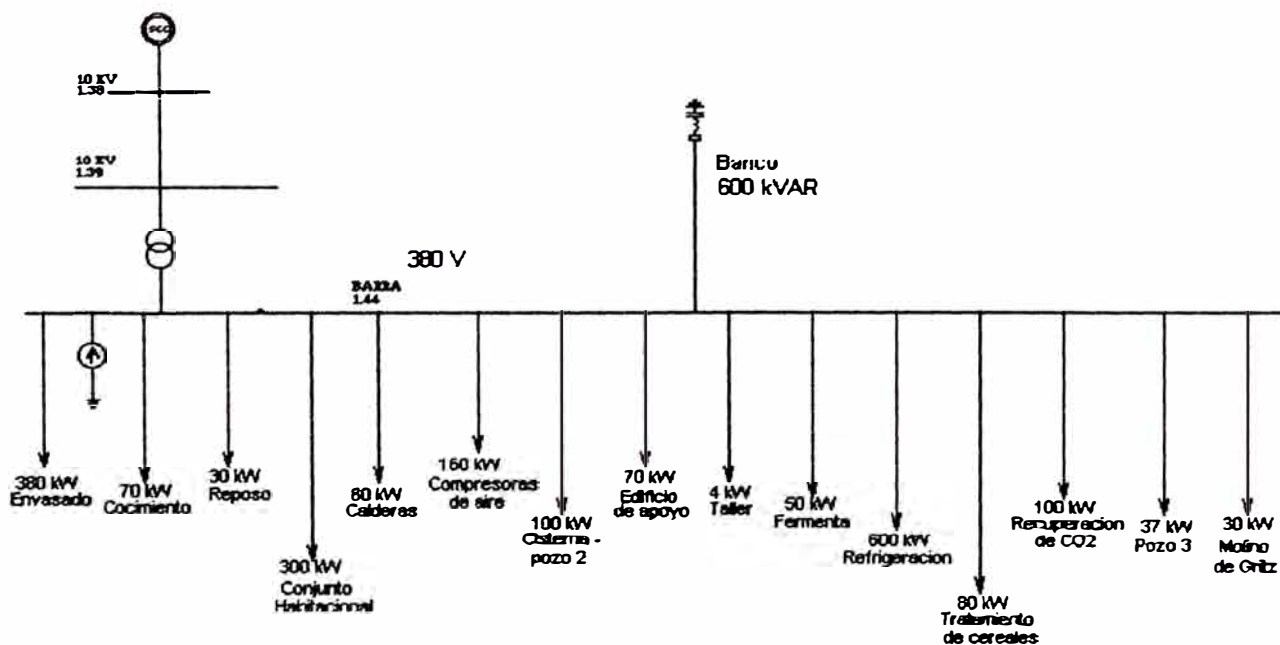 PCC
10 KV
1.38
10 KV
1.39
Banco
600 kVAR
380 V
BARRA
1.44
380 kW
Envasado
70 kW
Cocimiento
30 kW
Reposo
300 kW
Conjunto
Habitacional
80 kW
Calderas
160 kW
Compresoras
de aire
100 kW
Cisterna -
pozo 2
70 kW
Edificio
de apoyo
4 kW
Taller
50 kW
Fermenta
600 kW
Refrigeracion
80 kW
Tratamiento
de cereales
100 kW
Recuperacion
de CO2
37 kW
Pozo 3
30 kW
Molino
de Gritz